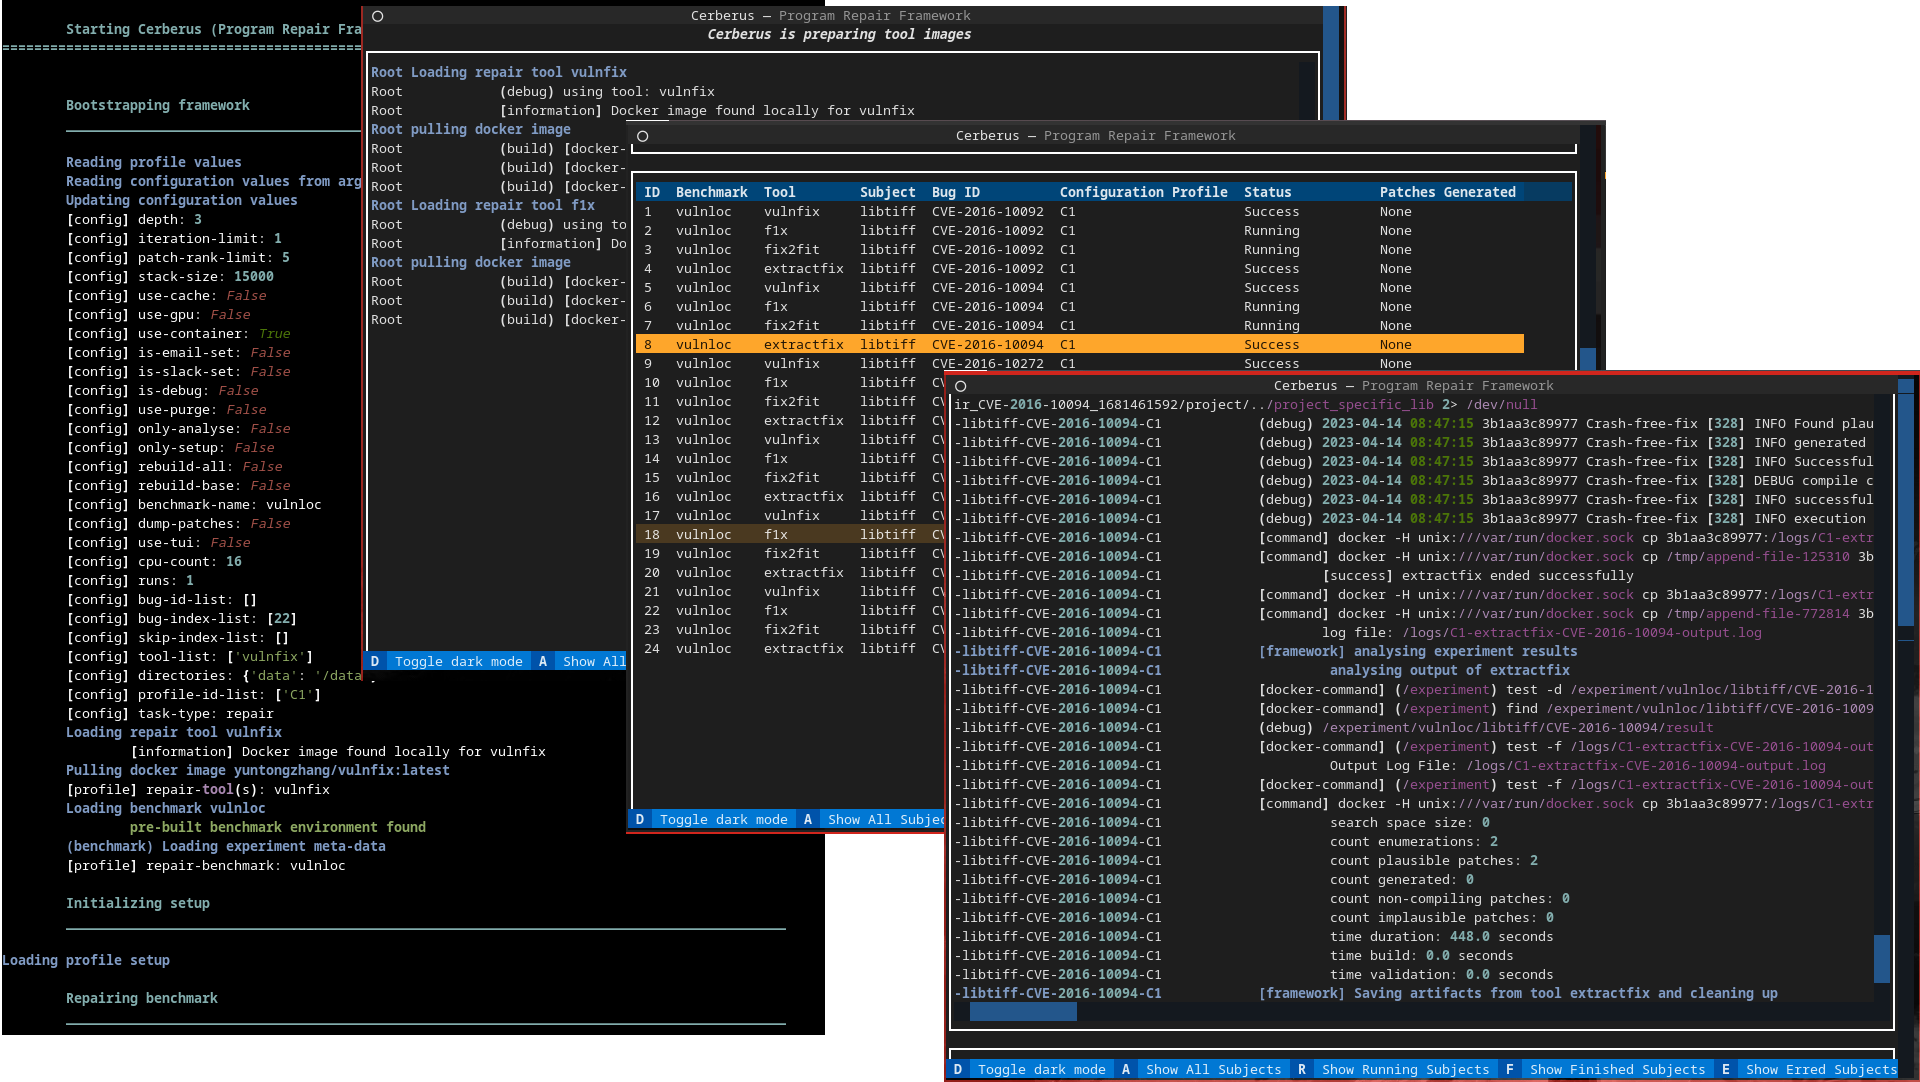 Starting Cerberus (Program Repair Fra
==============================================
Bootstrapping framework
Reading profile values
Reading configuration values from arg
Updating configuration values
[config] depth: 3
[config] iteration-limit: 1
[config] patch-rank-limit: 5
[config] stack-size: 15000
[config] use-cache: False
[config] use-gpu: False
[config] use-container: True
[config] is-email-set: False
[config] is-slack-set: False
[config] is-debug: False
[config] use-purge: False
[config] only-analyse: False
[config] only-setup: False
[config] rebuild-all: False
[config] rebuild-base: False
[config] benchmark-name: vulnloc
[config] dump-patches: False
[config] use-tui: False
[config] cpu-count: 16
[config] runs: 1
[config] bug-id-list: []
[config] bug-index-list: [22]
[config] skip-index-list: []
[config] tool-list: ['vulnfix']
[config] directories: {'data': '/data
[config] profile-id-list: ['C1']
[config] task-type: repair
Loading repair tool vulnfix
[information] Docker image found locally for vulnfix
Pulling docker image yuntongzhang/vulnfix:latest
[profile] repair-tool(s): vulnfix
Loading benchmark vulnloc
pre-built benchmark environment found
(benchmark) Loading experiment meta-data
[profile] repair-benchmark: vulnloc
Initializing setup
Loading profile setup
Repairing benchmark
Cerberus — Program Repair Framework
Cerberus is preparing tool images
Root Loading repair tool vulnfix
Root (debug) using tool: vulnfix
Root [information] Docker image found locally for vulnfix
Root pulling docker image
Root (build) [docker-
Root (build) [docker-
Root (build) [docker-
Root Loading repair tool f1x
Root (debug) using to
Root [information] Do
Root pulling docker image
Root (build) [docker-
Root (build) [docker-
Root (build) [docker-
D Toggle dark mode A Show All
Cerberus — Program Repair Framework
ID Benchmark Tool Subject Bug ID Configuration Profile Status Patches Generated
1 vulnloc vulnfix libtiff CVE-2016-10092 C1 Success None
2 vulnloc f1x libtiff CVE-2016-10092 C1 Running None
3 vulnloc fix2fit libtiff CVE-2016-10092 C1 Running None
4 vulnloc extractfix libtiff CVE-2016-10092 C1 Success None
5 vulnloc vulnfix libtiff CVE-2016-10094 C1 Success None
6 vulnloc f1x libtiff CVE-2016-10094 C1 Running None
7 vulnloc fix2fit libtiff CVE-2016-10094 C1 Running None
8 vulnloc extractfix libtiff CVE-2016-10094 C1 Success None
9 vulnloc vulnfix libtiff CVE-2016-10272 C1 Success None
10 vulnloc f1x libtiff CV
11 vulnloc fix2fit libtiff CV
12 vulnloc extractfix libtiff CV
13 vulnloc vulnfix libtiff CV
14 vulnloc f1x libtiff CV
15 vulnloc fix2fit libtiff CV
16 vulnloc extractfix libtiff CV
17 vulnloc vulnfix libtiff CV
18 vulnloc f1x libtiff CV
19 vulnloc fix2fit libtiff CV
20 vulnloc extractfix libtiff CV
21 vulnloc vulnfix libtiff CV
22 vulnloc f1x libtiff CV
23 vulnloc fix2fit libtiff CV
24 vulnloc extractfix libtiff CV
D Toggle dark mode A Show All Subjec
Cerberus — Program Repair Framework
ir_CVE-2016-10094_1681461592/project/../project_specific_lib 2> /dev/null
-libtiff-CVE-2016-10094-C1 (debug) 2023-04-14 08:47:15 3b1aa3c89977 Crash-free-fix [328] INFO Found plau
-libtiff-CVE-2016-10094-C1 (debug) 2023-04-14 08:47:15 3b1aa3c89977 Crash-free-fix [328] INFO generated
-libtiff-CVE-2016-10094-C1 (debug) 2023-04-14 08:47:15 3b1aa3c89977 Crash-free-fix [328] INFO Successful
-libtiff-CVE-2016-10094-C1 (debug) 2023-04-14 08:47:15 3b1aa3c89977 Crash-free-fix [328] DEBUG compile c
-libtiff-CVE-2016-10094-C1 (debug) 2023-04-14 08:47:15 3b1aa3c89977 Crash-free-fix [328] INFO successful
-libtiff-CVE-2016-10094-C1 (debug) 2023-04-14 08:47:15 3b1aa3c89977 Crash-free-fix [328] INFO execution
-libtiff-CVE-2016-10094-C1 [command] docker -H unix:///var/run/docker.sock cp 3b1aa3c89977:/logs/C1-extr
-libtiff-CVE-2016-10094-C1 [command] docker -H unix:///var/run/docker.sock cp /tmp/append-file-125310 3b
-libtiff-CVE-2016-10094-C1 [success] extractfix ended successfully
-libtiff-CVE-2016-10094-C1 [command] docker -H unix:///var/run/docker.sock cp 3b1aa3c89977:/logs/C1-extr
-libtiff-CVE-2016-10094-C1 [command] docker -H unix:///var/run/docker.sock cp /tmp/append-file-772814 3b
-libtiff-CVE-2016-10094-C1 log file: /logs/C1-extractfix-CVE-2016-10094-output.log
-libtiff-CVE-2016-10094-C1 [framework] analysing experiment results
-libtiff-CVE-2016-10094-C1 analysing output of extractfix
-libtiff-CVE-2016-10094-C1 [docker-command] (/experiment) test -d /experiment/vulnloc/libtiff/CVE-2016-1
-libtiff-CVE-2016-10094-C1 [docker-command] (/experiment) find /experiment/vulnloc/libtiff/CVE-2016-1009
-libtiff-CVE-2016-10094-C1 (debug) /experiment/vulnloc/libtiff/CVE-2016-10094/result
-libtiff-CVE-2016-10094-C1 [docker-command] (/experiment) test -f /logs/C1-extractfix-CVE-2016-10094-out
-libtiff-CVE-2016-10094-C1 Output Log File: /logs/C1-extractfix-CVE-2016-10094-output.log
-libtiff-CVE-2016-10094-C1 [docker-command] (/experiment) test -f /logs/C1-extractfix-CVE-2016-10094-out
-libtiff-CVE-2016-10094-C1 [command] docker -H unix:///var/run/docker.sock cp 3b1aa3c89977:/logs/C1-extr
-libtiff-CVE-2016-10094-C1 search space size: 0
-libtiff-CVE-2016-10094-C1 count enumerations: 2
-libtiff-CVE-2016-10094-C1 count plausible patches: 2
-libtiff-CVE-2016-10094-C1 count generated: 0
-libtiff-CVE-2016-10094-C1 count non-compiling patches: 0
-libtiff-CVE-2016-10094-C1 count implausible patches: 0
-libtiff-CVE-2016-10094-C1 time duration: 448.0 seconds
-libtiff-CVE-2016-10094-C1 time build: 0.0 seconds
-libtiff-CVE-2016-10094-C1 time validation: 0.0 seconds
-libtiff-CVE-2016-10094-C1 [framework] Saving artifacts from tool extractfix and cleaning up
D Toggle dark mode A Show All Subjects R Show Running Subjects F Show Finished Subjects E Show Erred Subjects